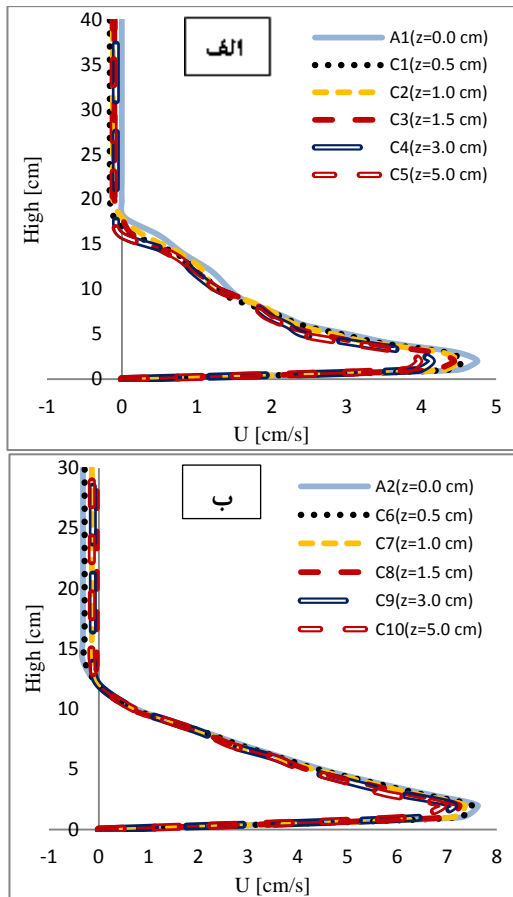 الف
40
35
30
25
20
15
10
5
0
High [cm]
-1 0 1 2 3 4 5
U [cm/s]
A1(z=0.0 cm)
C1(z=0.5 cm)
C2(z=1.0 cm)
C3(z=1.5 cm)
C4(z=3.0 cm)
C5(z=5.0 cm)
ب
30
25
20
15
10
5
0
High [cm]
-1 0 1 2 3 4 5 6 7 8
U [cm/s]
A2(z=0.0 cm)
C6(z=0.5 cm)
C7(z=1.0 cm)
C8(z=1.5 cm)
C9(z=3.0 cm)
C10(z=5.0 cm)